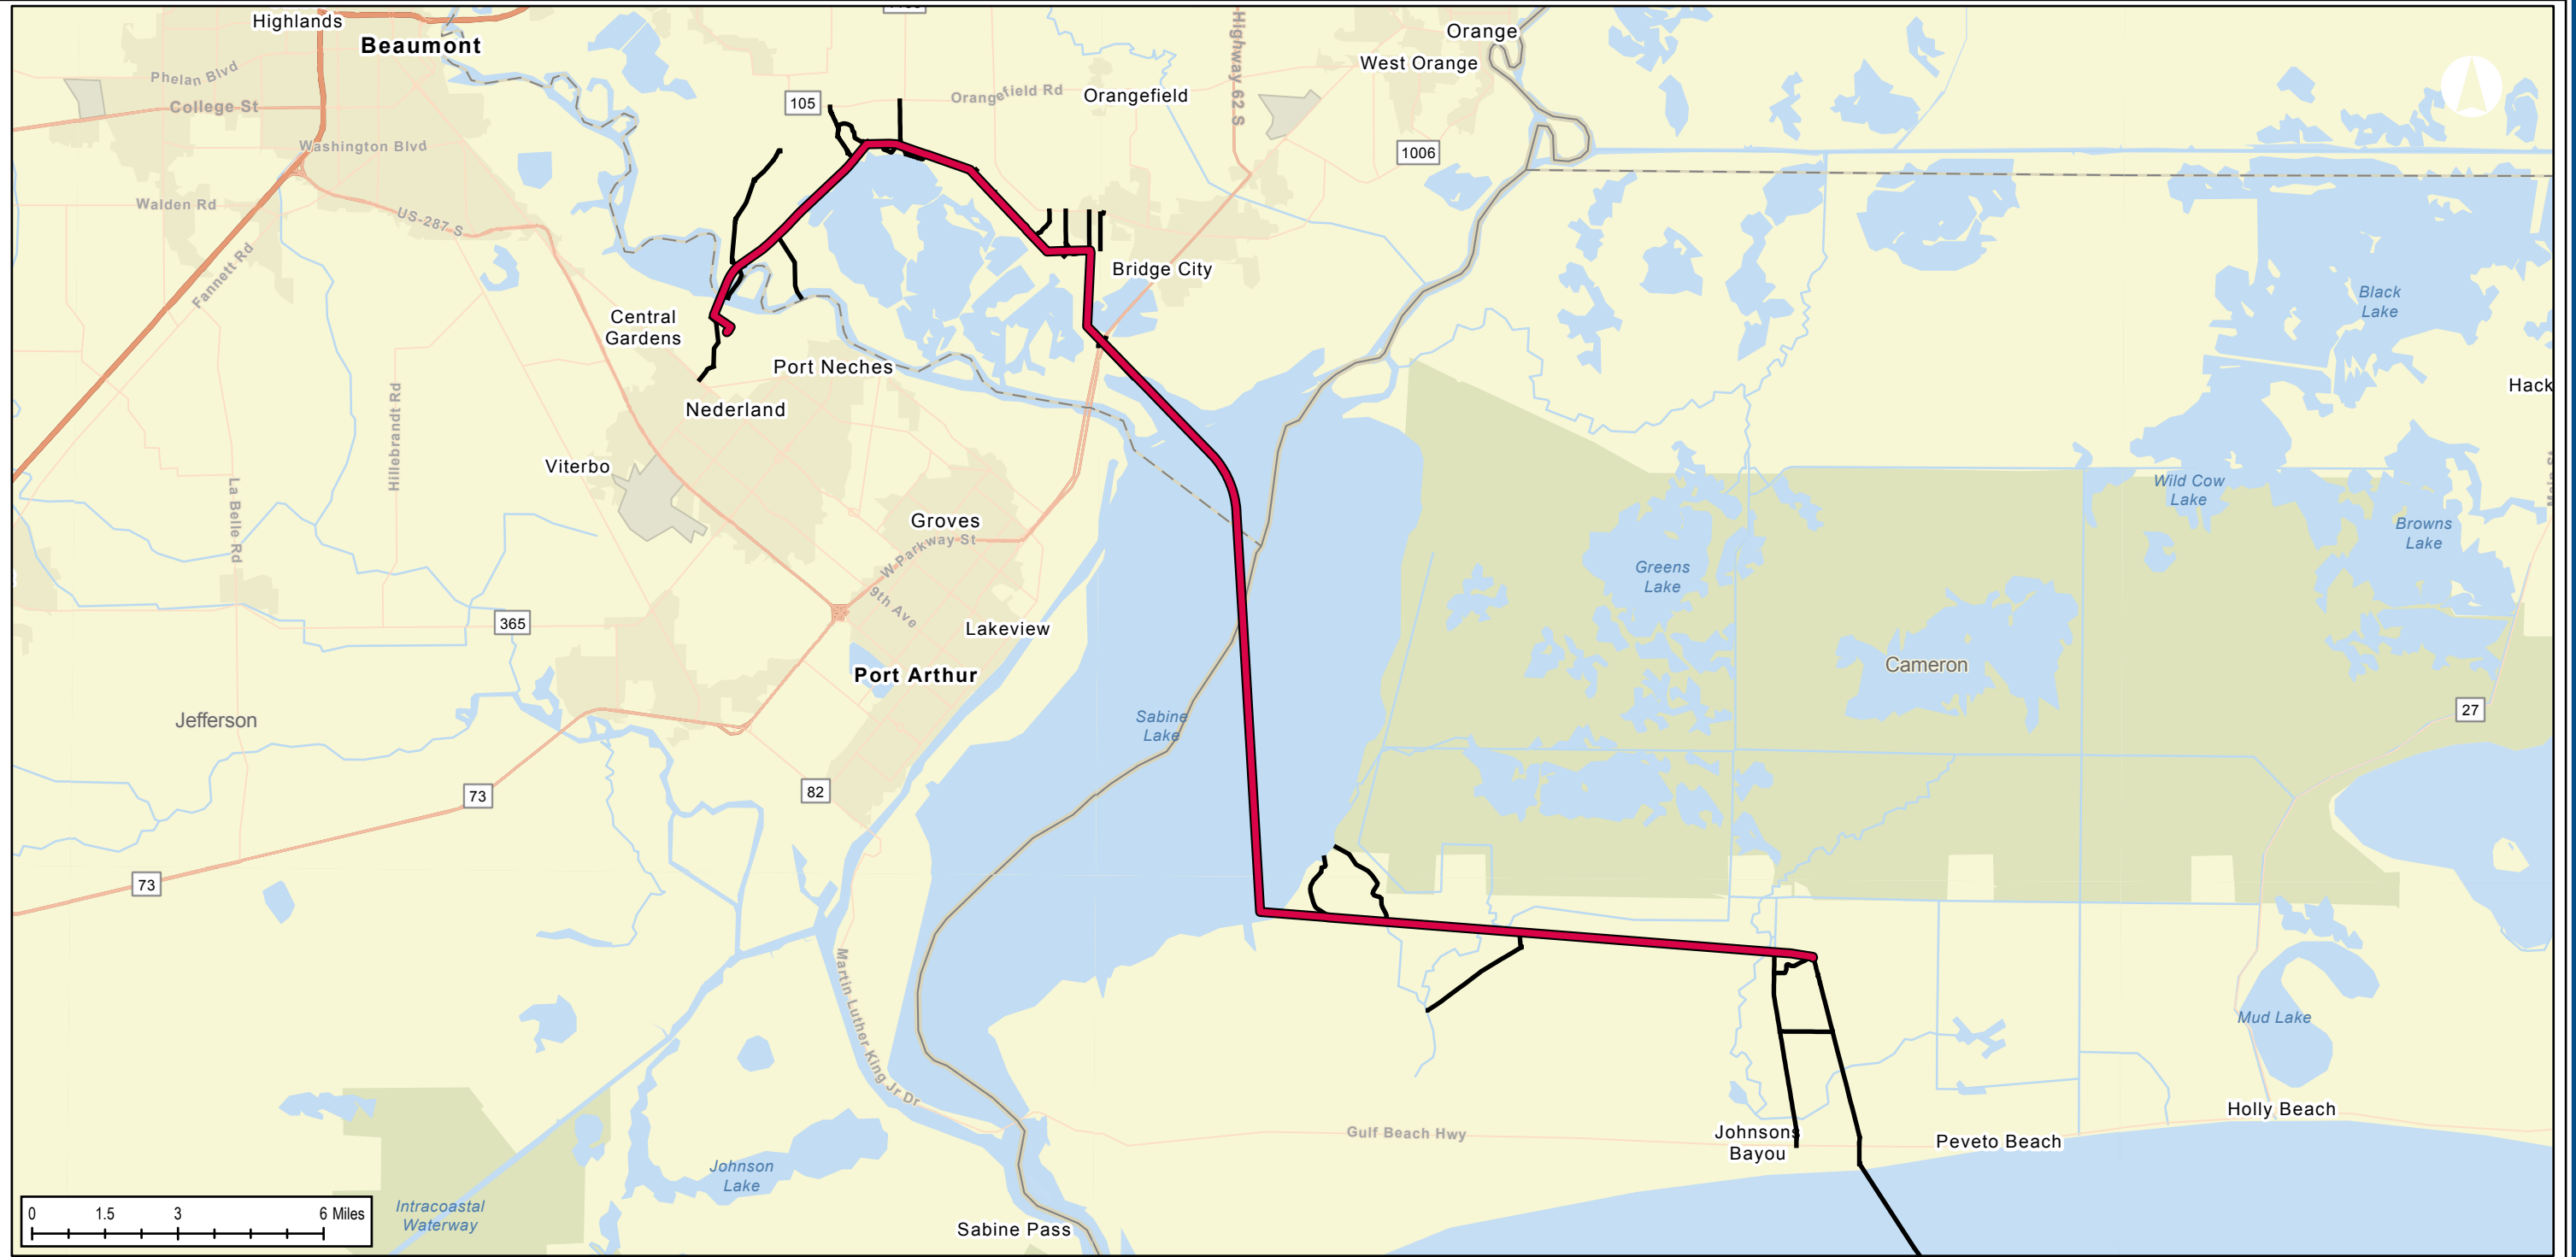 Highlands
Beaumont
Orange
West Orange
Highway 62 S
Phelan Blvd
College St
105
Orangefield Rd
Orangefield
Washington Blvd
1006
Walden Rd
US-287 S
Fannett Rd
Bridge City
Black
Lake
Central
Gardens
Port Neches
Hack
Nederland
Hillebrandt Rd
Viterbo
La Belle Rd
Wild Cow
Lake
Browns
Lake
Groves
W Parkway St
9th Ave
Greens
Lake
365
Lakeview
Port Arthur
Cameron
Jefferson
Sabine
Lake
27
73
82
73
Martin Luther King Jr Dr
Mud Lake
Holly Beach
Gulf Beach Hwy
Johnsons
Bayou
Peveto Beach
Johnson
Lake
Intracoastal
Waterway
Sabine Pass
0 1.5 3 6 Miles